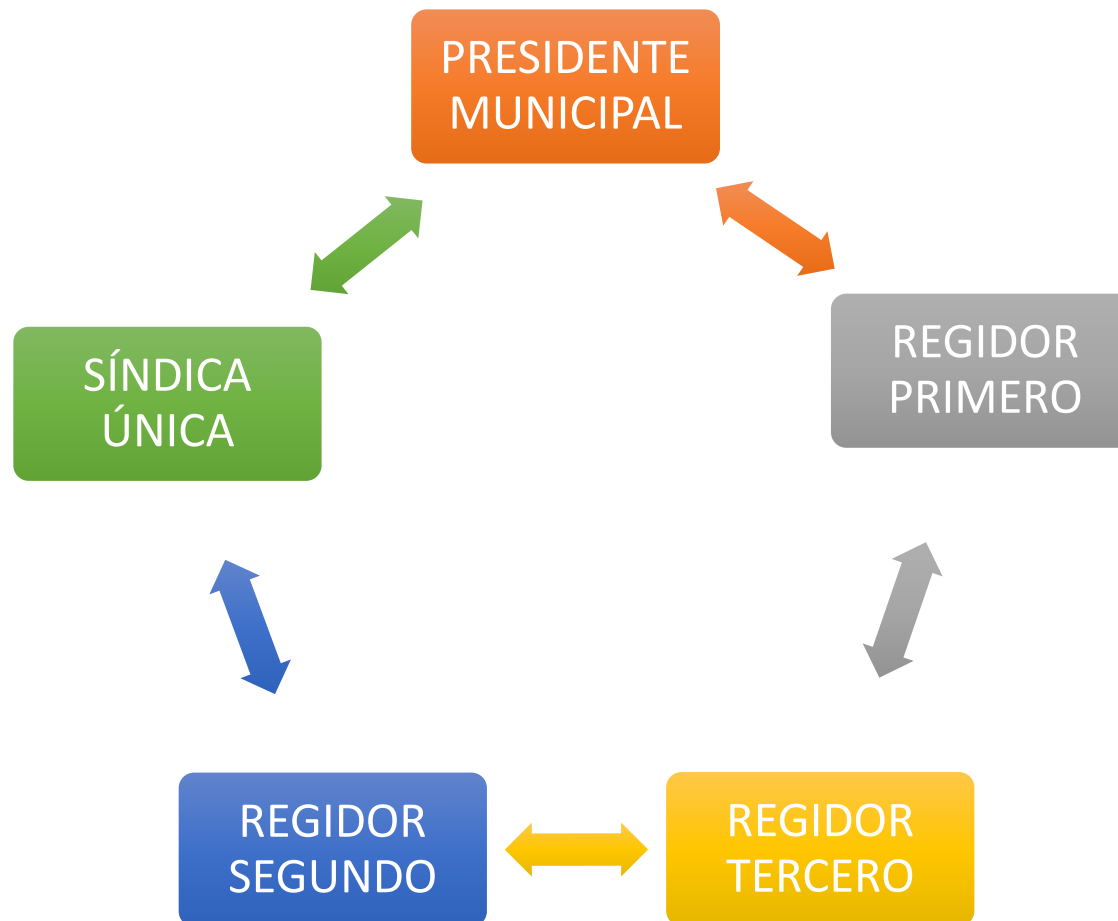 PRESIDENTE
MUNICIPAL
SÍNDICA
ÚNICA
REGIDOR
PRIMERO
REGIDOR
SEGUNDO
REGIDOR
TERCERO